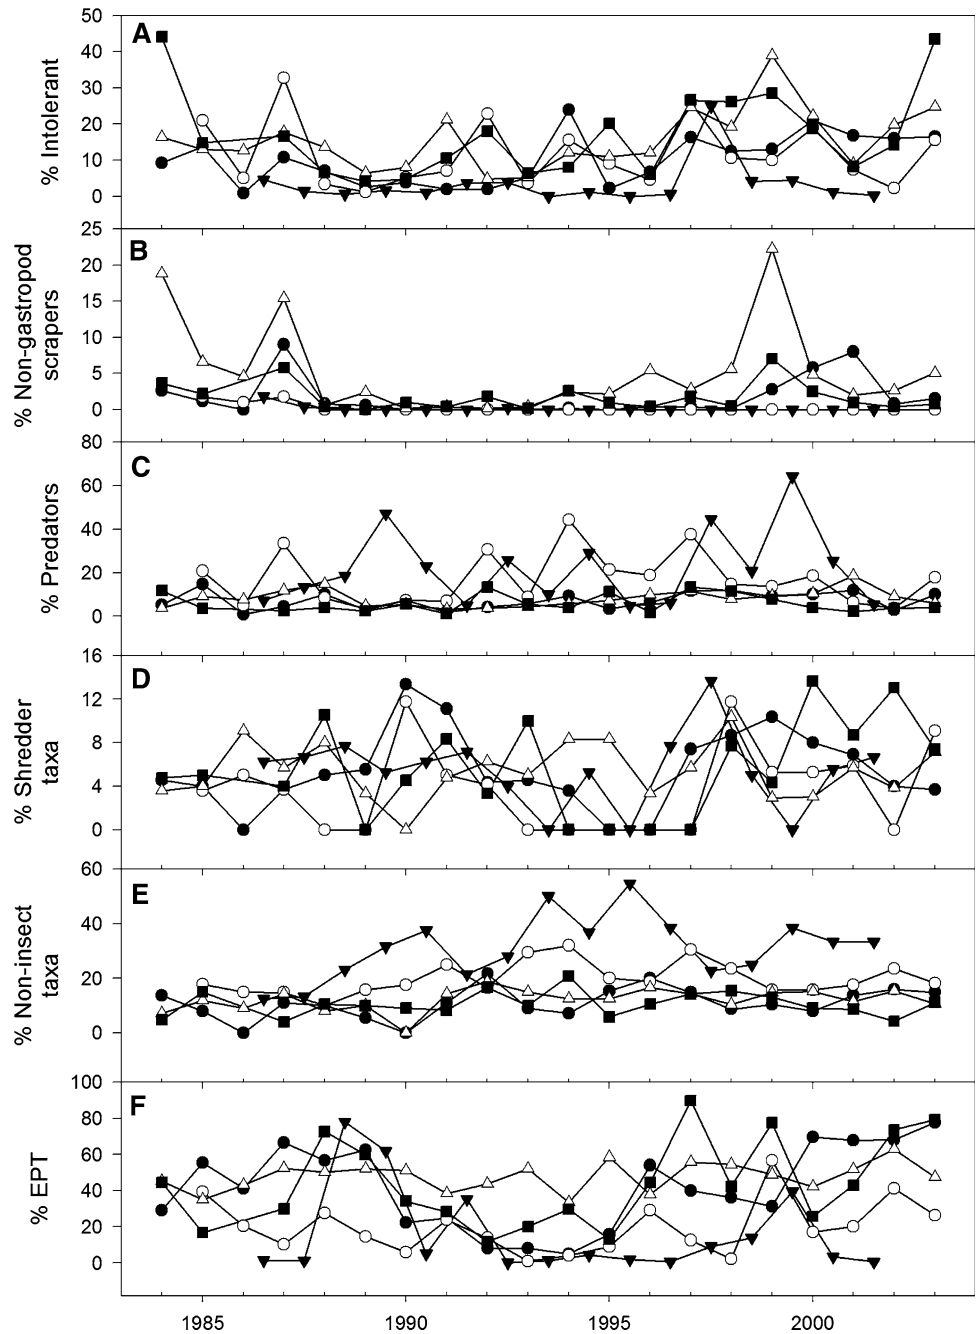 A
% Intolerant
50
40
30
20
10
0
B
% Non-gastropod
scrapers
25
20
15
10
5
0
C
% Predators
80
60
40
20
0
D
% Shredder
taxa
16
12
8
4
0
E
% Non-insect
taxa
60
40
20
0
F
% EPT
100
80
60
40
20
0
1985 1990 1995 2000